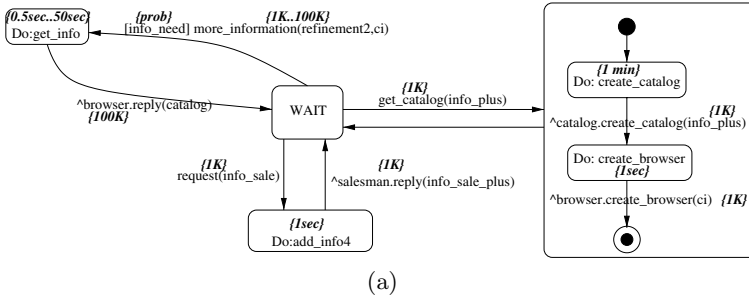 {0.5sec..50sec}
Do:get_info
{prob}
{1K..100K}
[info_need] more_information(refinement2,ci)
^browser.reply(catalog)
{100K}
WAIT
{1K}
get_catalog(info_plus)
{1K}
request(info_sale)
{1K}
^salesman.reply(info_sale_plus)
{1sec}
Do:add_info4
{1 min}
Do: create_catalog
{1K}
^catalog.create_catalog(info_plus)
Do: create_browser
{1sec}
^browser.create_browser(ci) {1K}
(a)